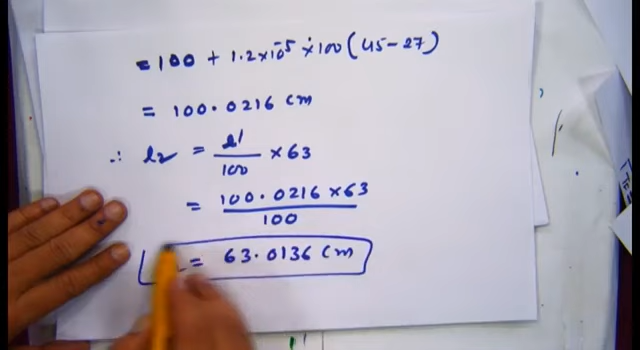 = 100 + 1.2×10⁻⁵ × 100 (45-27)
= 100.0216 cm
∴ l₂ = l'/100 × 63
= 100.0216 × 63 / 100
= 63.0136 cm